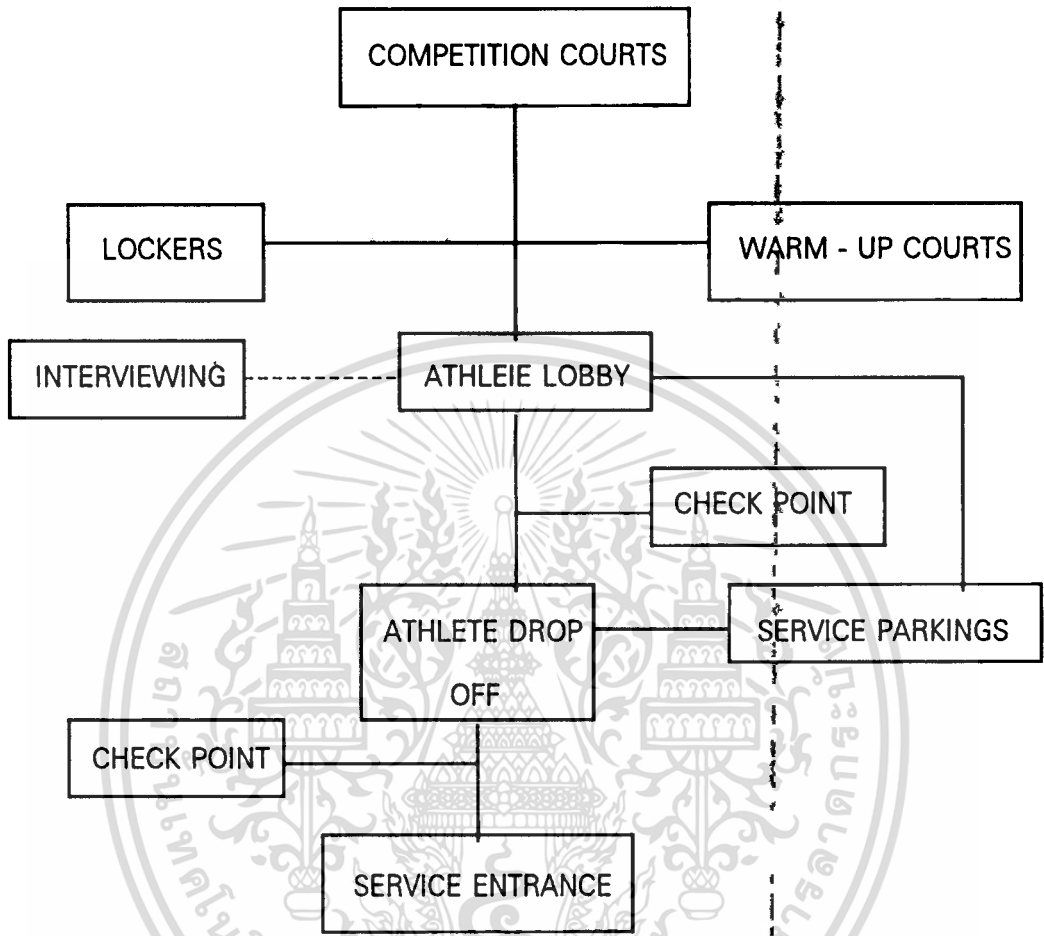 COMPETITION COURTS
LOCKERS
WARM - UP COURTS
INTERVIEWING
ATHLEIE LOBBY
CHECK POINT
ATHLETE DROP
OFF
SERVICE PARKINGS
CHECK POINT
SERVICE ENTRANCE